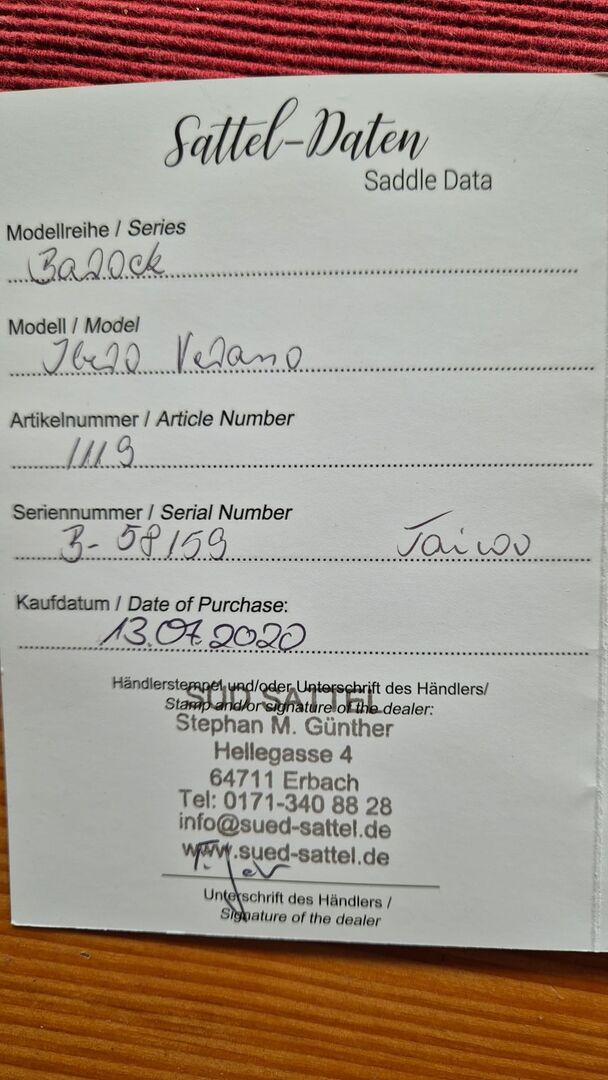 Sattel-Daten
Saddle Data
Modellreihe / Series
Barock
Modell / Model
Ibero Verano
Artikelnummer / Article Number
1119
Seriennummer / Serial Number
B-58159
Kaufdatum / Date of Purchase:
13.07.2020
Händlerstempel und/oder Unterschrift des Händlers/
Stamp and/or signature of the dealer:
SÜD SATTEL
Stephan M. Günther
Hellegasse 4
64711 Erbach
Tel: 0171-340 88 28
info@sued-sattel.de
www.sued-sattel.de
Unterschrift des Händlers /
Signature of the dealer